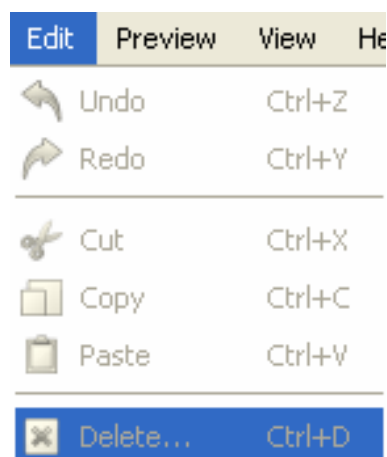 Edit Preview View He
Undo Ctrl+Z
Redo Ctrl+Y
Cut Ctrl+X
Copy Ctrl+C
Paste Ctrl+V
Delete... Ctrl+D